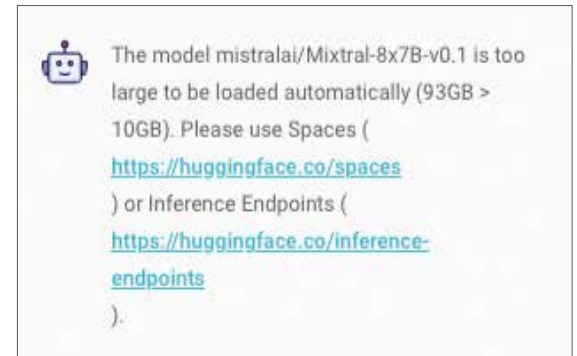 The model mistralai/Mixtral-8x7B-v0.1 is too
large to be loaded automatically (93GB >
10GB). Please use Spaces (
https://huggingface.co/spaces
) or Inference Endpoints (
https://huggingface.co/inference-
endpoints
).